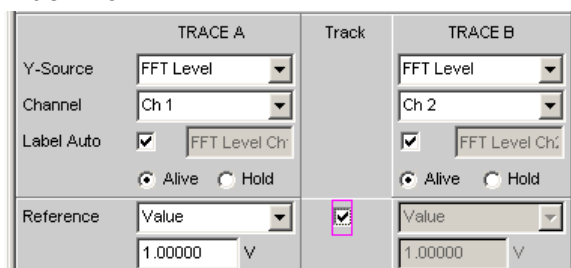 TRACE A Track TRACE B
Y-Source FFT Level FFT Level
Channel Ch 1 Ch 2
Label Auto FFT Level Ch FFT Level Ch2
Alive Hold Alive Hold
Reference Value Value
1.00000 V 1.00000 V